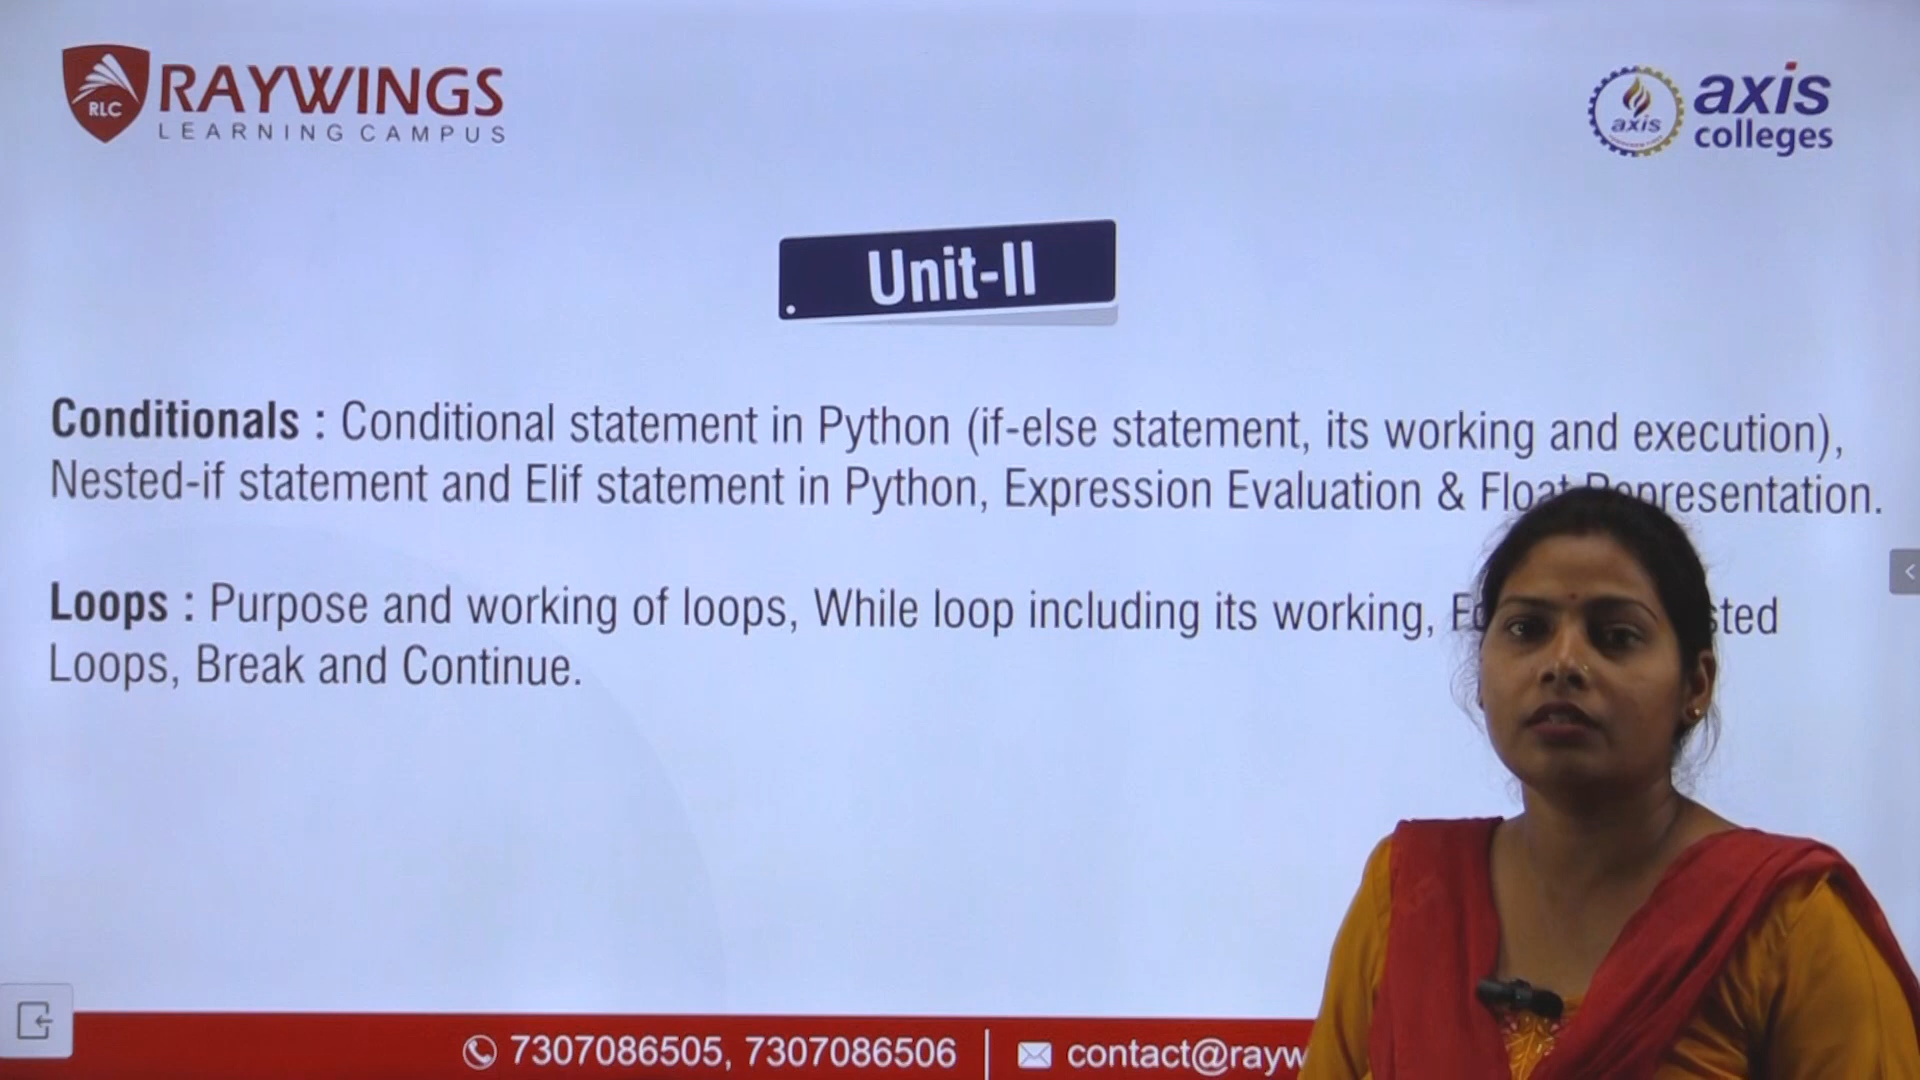 RLC
RAYWINGS
LEARNING CAMPUS
axis
axis
colleges
Unit-II
Conditionals : Conditional statement in Python (if-else statement, its working and execution),
Nested-if statement and Elif statement in Python, Expression Evaluation & Float Representation.
Loops : Purpose and working of loops, While loop including its working,
Loops, Break and Continue.
7307086505, 7307086506
contact@rayw